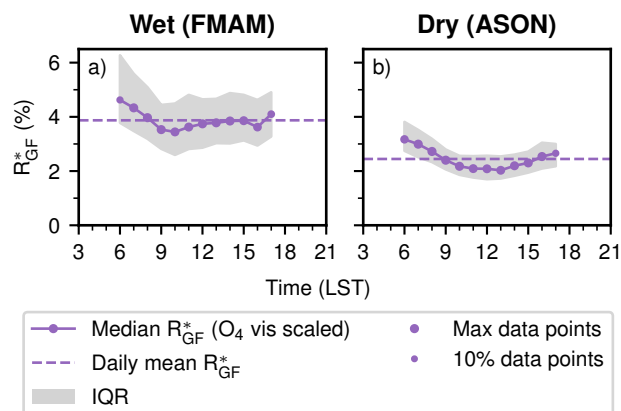 Wet (FMAM)
Dry (ASON)
a)
b)
R*GF (%)
6
4
2
0
3 6 9 12 15 18 21
3 6 9 12 15 18 21
Time (LST)
Median R*GF (O4 vis scaled)
Daily mean R*GF
IQR
Max data points
10% data points